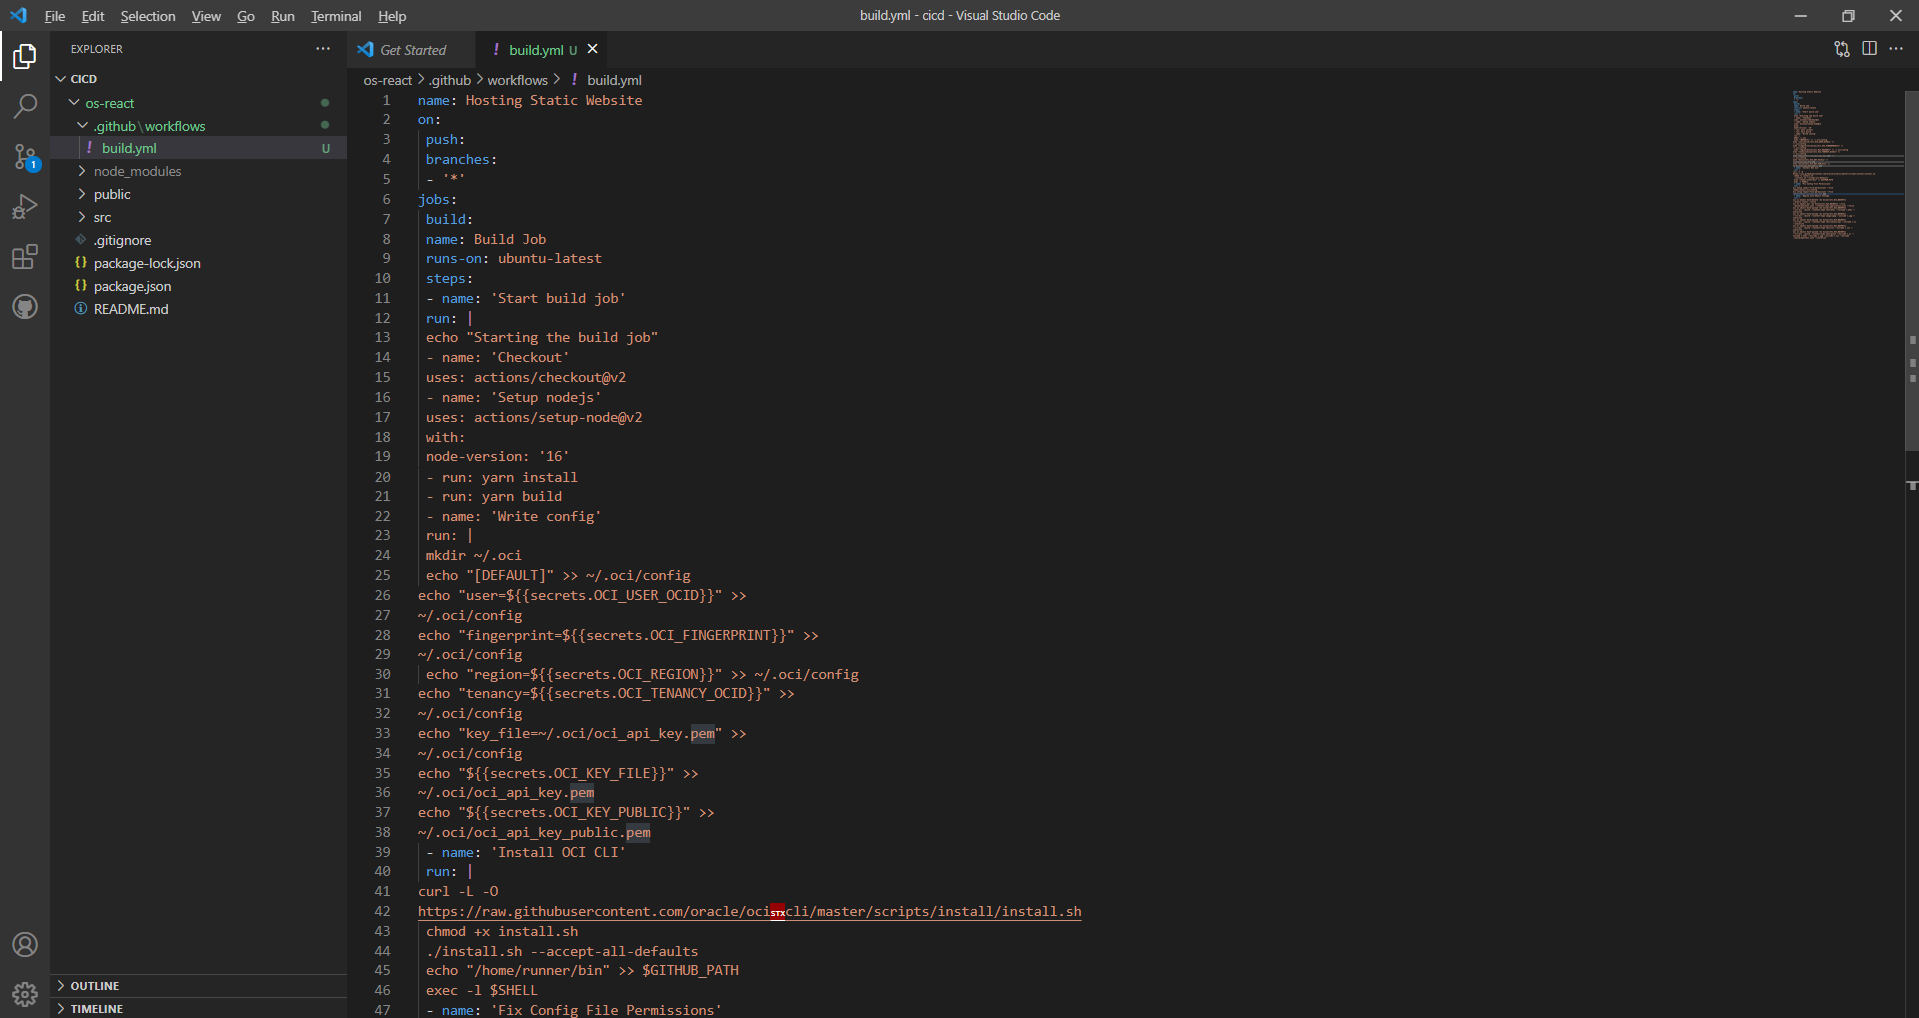 File Edit Selection View Go Run Terminal Help
build.yml - cicd - Visual Studio Code
EXPLORER
CICD
os-react
.github\workflows
! build.yml U
node_modules
public
src
.gitignore
{} package-lock.json
{} package.json
README.md
OUTLINE
TIMELINE
1
Get Started
! build.yml U
os-react > .github > workflows > ! build.yml
1 name: Hosting Static Website
2 on:
3 push:
4 branches:
5 - '*'
6 jobs:
7 build:
8 name: Build Job
9 runs-on: ubuntu-latest
10 steps:
11 - name: 'Start build job'
12 run: |
13 echo "Starting the build job"
14 - name: 'Checkout'
15 uses: actions/checkout@v2
16 - name: 'Setup nodejs'
17 uses: actions/setup-node@v2
18 with:
19 node-version: '16'
20 - run: yarn install
21 - run: yarn build
22 - name: 'Write config'
23 run: |
24 mkdir ~/.oci
25 echo "[DEFAULT]" >> ~/.oci/config
26 echo "user=${{secrets.OCI_USER_OCID}}" >>
27 ~/.oci/config
28 echo "fingerprint=${{secrets.OCI_FINGERPRINT}}" >>
29 ~/.oci/config
30 echo "region=${{secrets.OCI_REGION}}" >> ~/.oci/config
31 echo "tenancy=${{secrets.OCI_TENANCY_OCID}}" >>
32 ~/.oci/config
33 echo "key_file=~/.oci/oci_api_key.pem" >>
34 ~/.oci/config
35 echo "${{secrets.OCI_KEY_FILE}}" >>
36 ~/.oci/oci_api_key.pem
37 echo "${{secrets.OCI_KEY_PUBLIC}}" >>
38 ~/.oci/oci_api_key_public.pem
39 - name: 'Install OCI CLI'
40 run: |
41 curl -L -O
42 https://raw.githubusercontent.com/oracle/ociSTXcli/master/scripts/install/install.sh
43 chmod +x install.sh
44 ./install.sh --accept-all-defaults
45 echo "/home/runner/bin" >> $GITHUB_PATH
46 exec -l $SHELL
47 - name: 'Fix Config File Permissions'